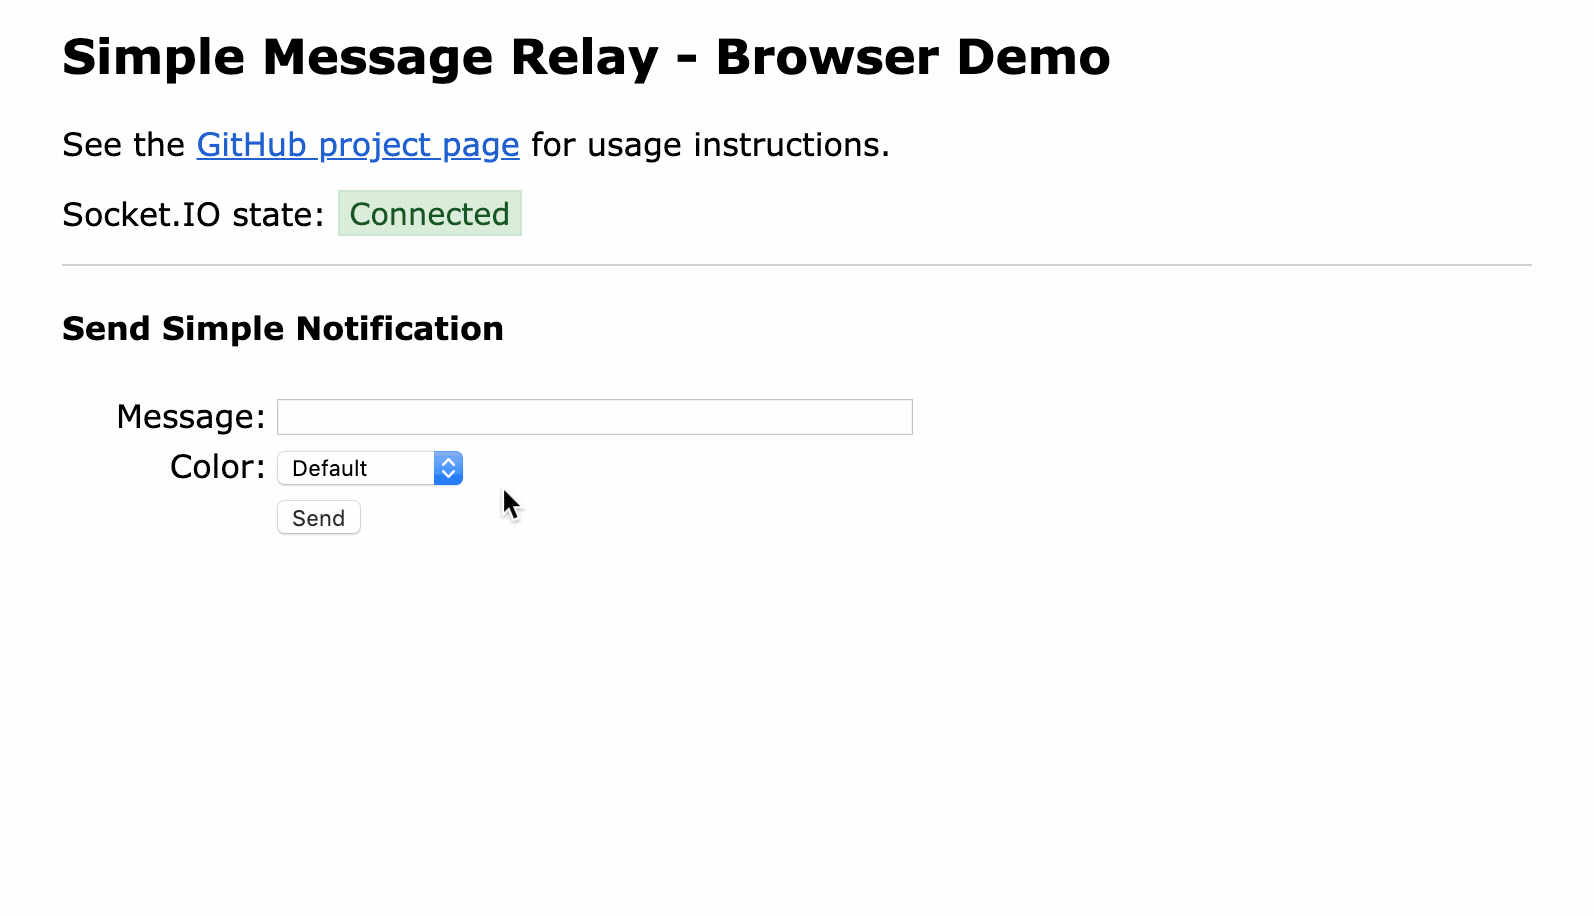 Simple Message Relay - Browser Demo
See the GitHub project page for usage instructions.
Socket.IO state: Connected
Send Simple Notification
Message:
Color: Default
Send